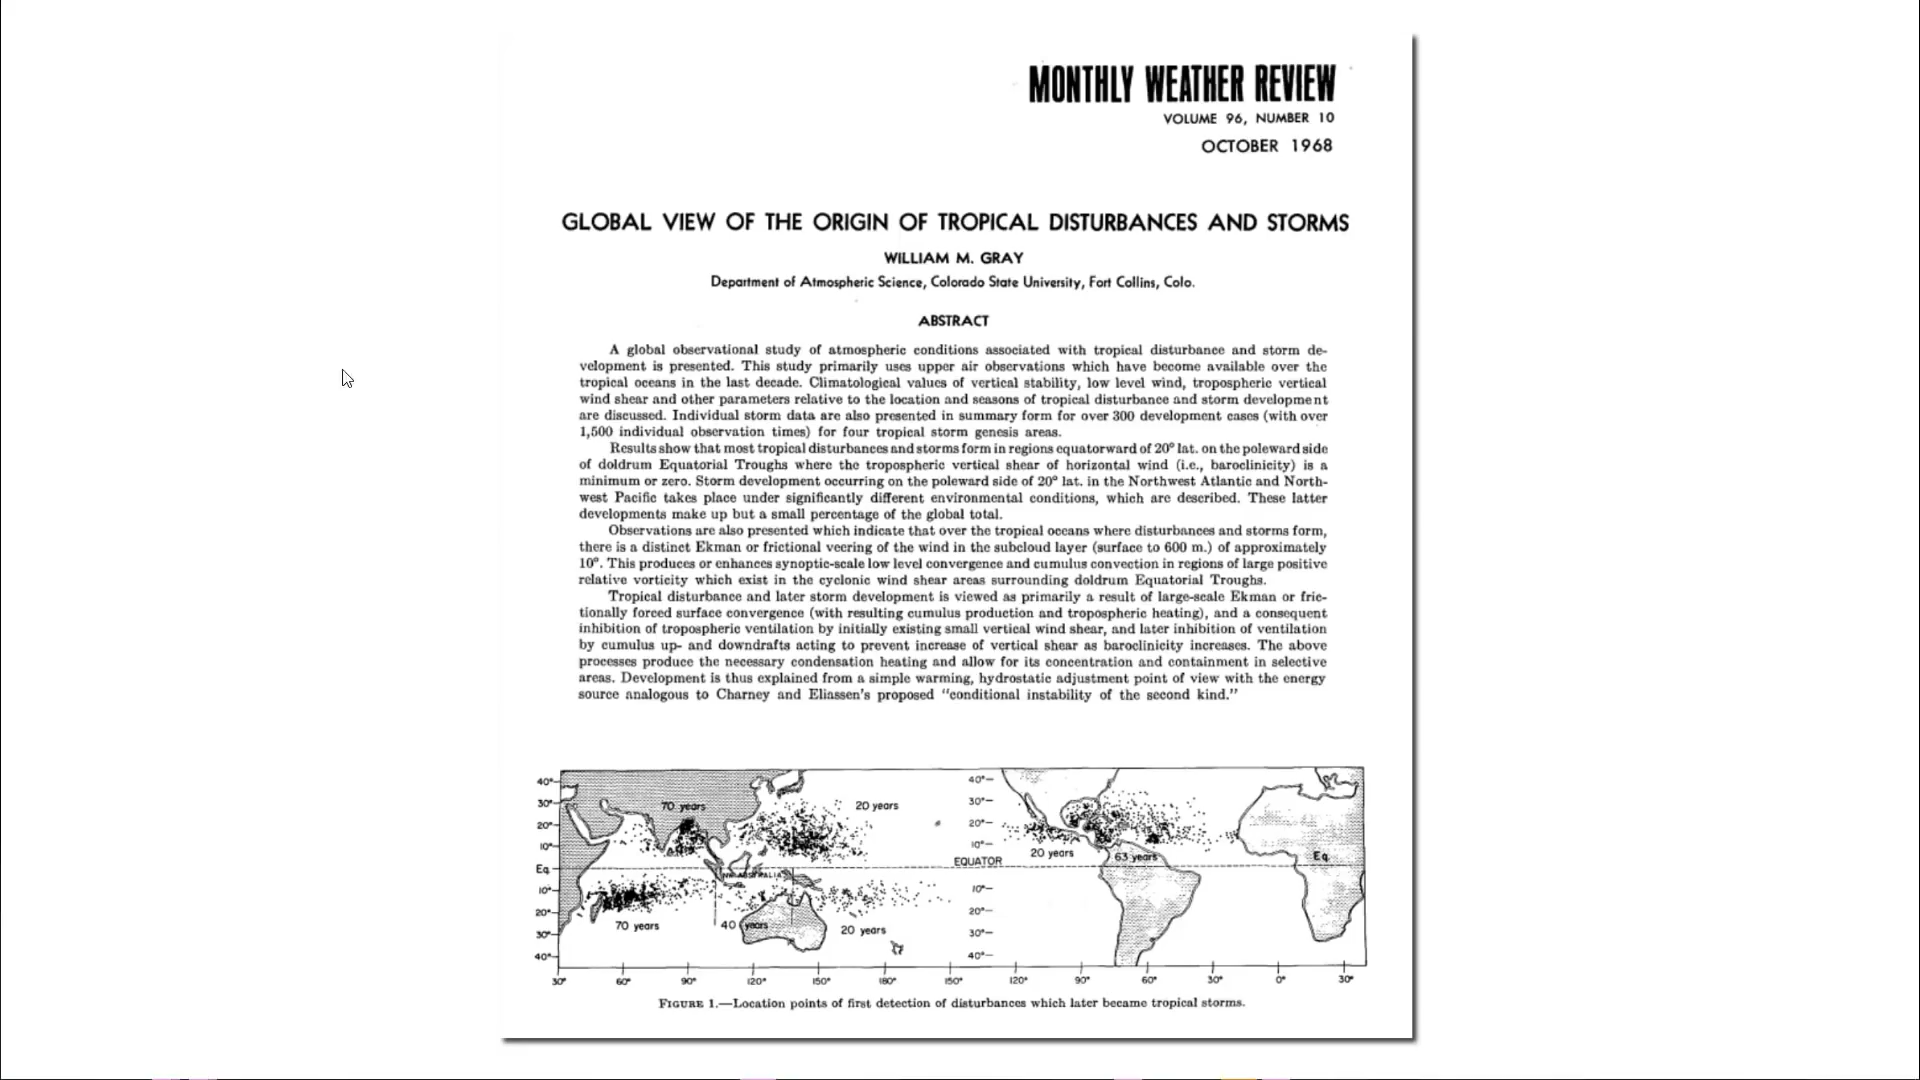 MONTHLY WEATHER REVIEW
VOLUME 96, NUMBER 10
OCTOBER 1968
GLOBAL VIEW OF THE ORIGIN OF TROPICAL DISTURBANCES AND STORMS
WILLIAM M. GRAY
Department of Atmospheric Science, Colorado State University, Fort Collins, Colo.
ABSTRACT
A global observational study of atmospheric conditions associated with tropical disturbance and storm de-
velopment is presented. This study primarily uses upper air observations which have become available over the
tropical oceans in the last decade. Climatological values of vertical stability, low level wind, tropospheric vertical
wind shear and other parameters relative to the location and seasons of tropical disturbance and storm development
are discussed. Individual storm data are also presented in summary form for over 300 development cases (with over
1,500 individual observation times) for four tropical storm genesis areas.
Results show that most tropical disturbances and storms form in regions equatorward of 20° lat. on the poleward side
of doldrum Equatorial Troughs where the tropospheric vertical shear of horizontal wind (i.e., baroclinicity) is a
minimum or zero. Storm development occurring on the poleward side of 20° lat. in the Northwest Atlantic and North-
west Pacific takes place under significantly different environmental conditions, which are described. These latter
developments make up but a small percentage of the global total.
Observations are also presented which indicate that over the tropical oceans where disturbances and storms form,
there is a distinct Ekman or frictional veering of the wind in the subcloud layer (surface to 600 m.) of approximately
10°. This produces or enhances synoptic-scale low level convergence and cumulus convection in regions of large positive
relative vorticity which exist in the cyclonic wind shear areas surrounding doldrum Equatorial Troughs.
Tropical disturbance and later storm development is viewed as primarily a result of large-scale Ekman or fric-
tionally forced surface convergence (with resulting cumulus production and tropospheric heating), and a consequent
inhibition of tropospheric ventilation by initially existing small vertical wind shear, and later inhibition of ventilation
by cumulus up- and downdrafts acting to prevent increase of vertical shear as baroclinicity increases. The above
processes produce the necessary condensation heating and allow for its concentration and containment in selective
areas. Development is thus explained from a simple warming, hydrostatic adjustment point of view with the energy
source analogous to Charney and Eliassen's proposed "conditional instability of the second kind."
40° 40°
30° 70 years 20 years 30°
20° 20°
10° 10°
20 years 63 years
Eq. EQUATOR Eq.
10° 10°
20° 20°
70 years 40 years 20 years
30° 30°
40° 40°
30° 60° 90° 120° 150° 180° 150° 120° 90° 60° 30° 0° 30°
FIGURE 1.—Location points of first detection of disturbances which later became tropical storms.